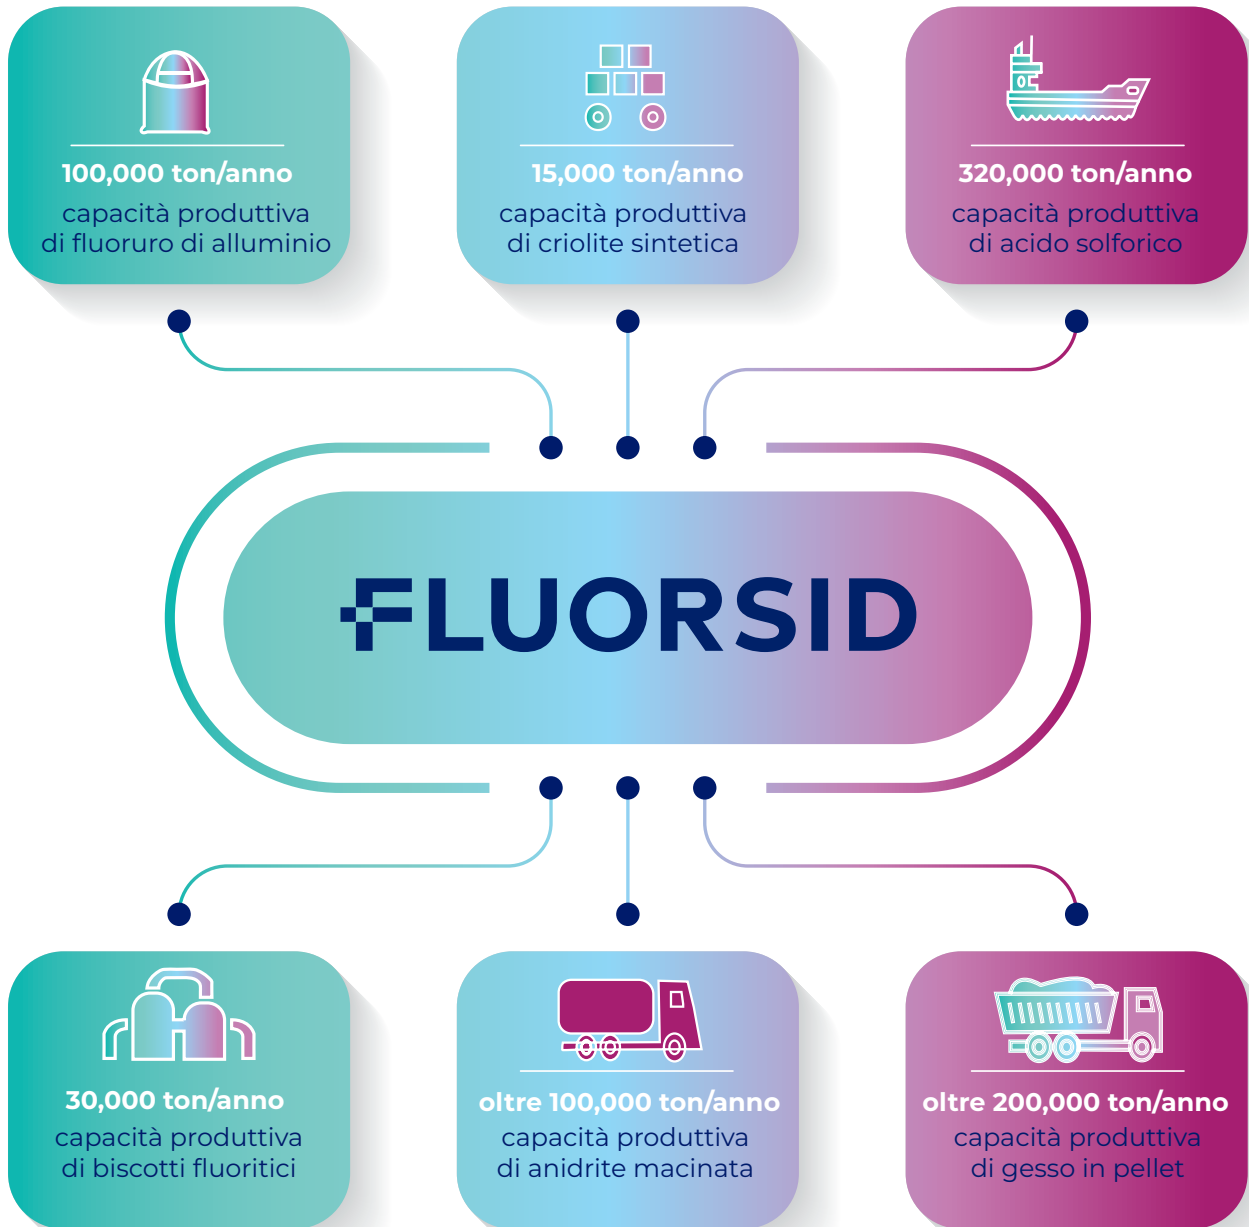 100,000 ton/anno
capacità produttiva
di fluoruro di alluminio
15,000 ton/anno
capacità produttiva
di criolite sintetica
320,000 ton/anno
capacità produttiva
di acido solforico
FLUORSID
30,000 ton/anno
capacità produttiva
di biscotti fluoritici
oltre 100,000 ton/anno
capacità produttiva
di anidrite macinata
oltre 200,000 ton/anno
capacità produttiva
di gesso in pellet